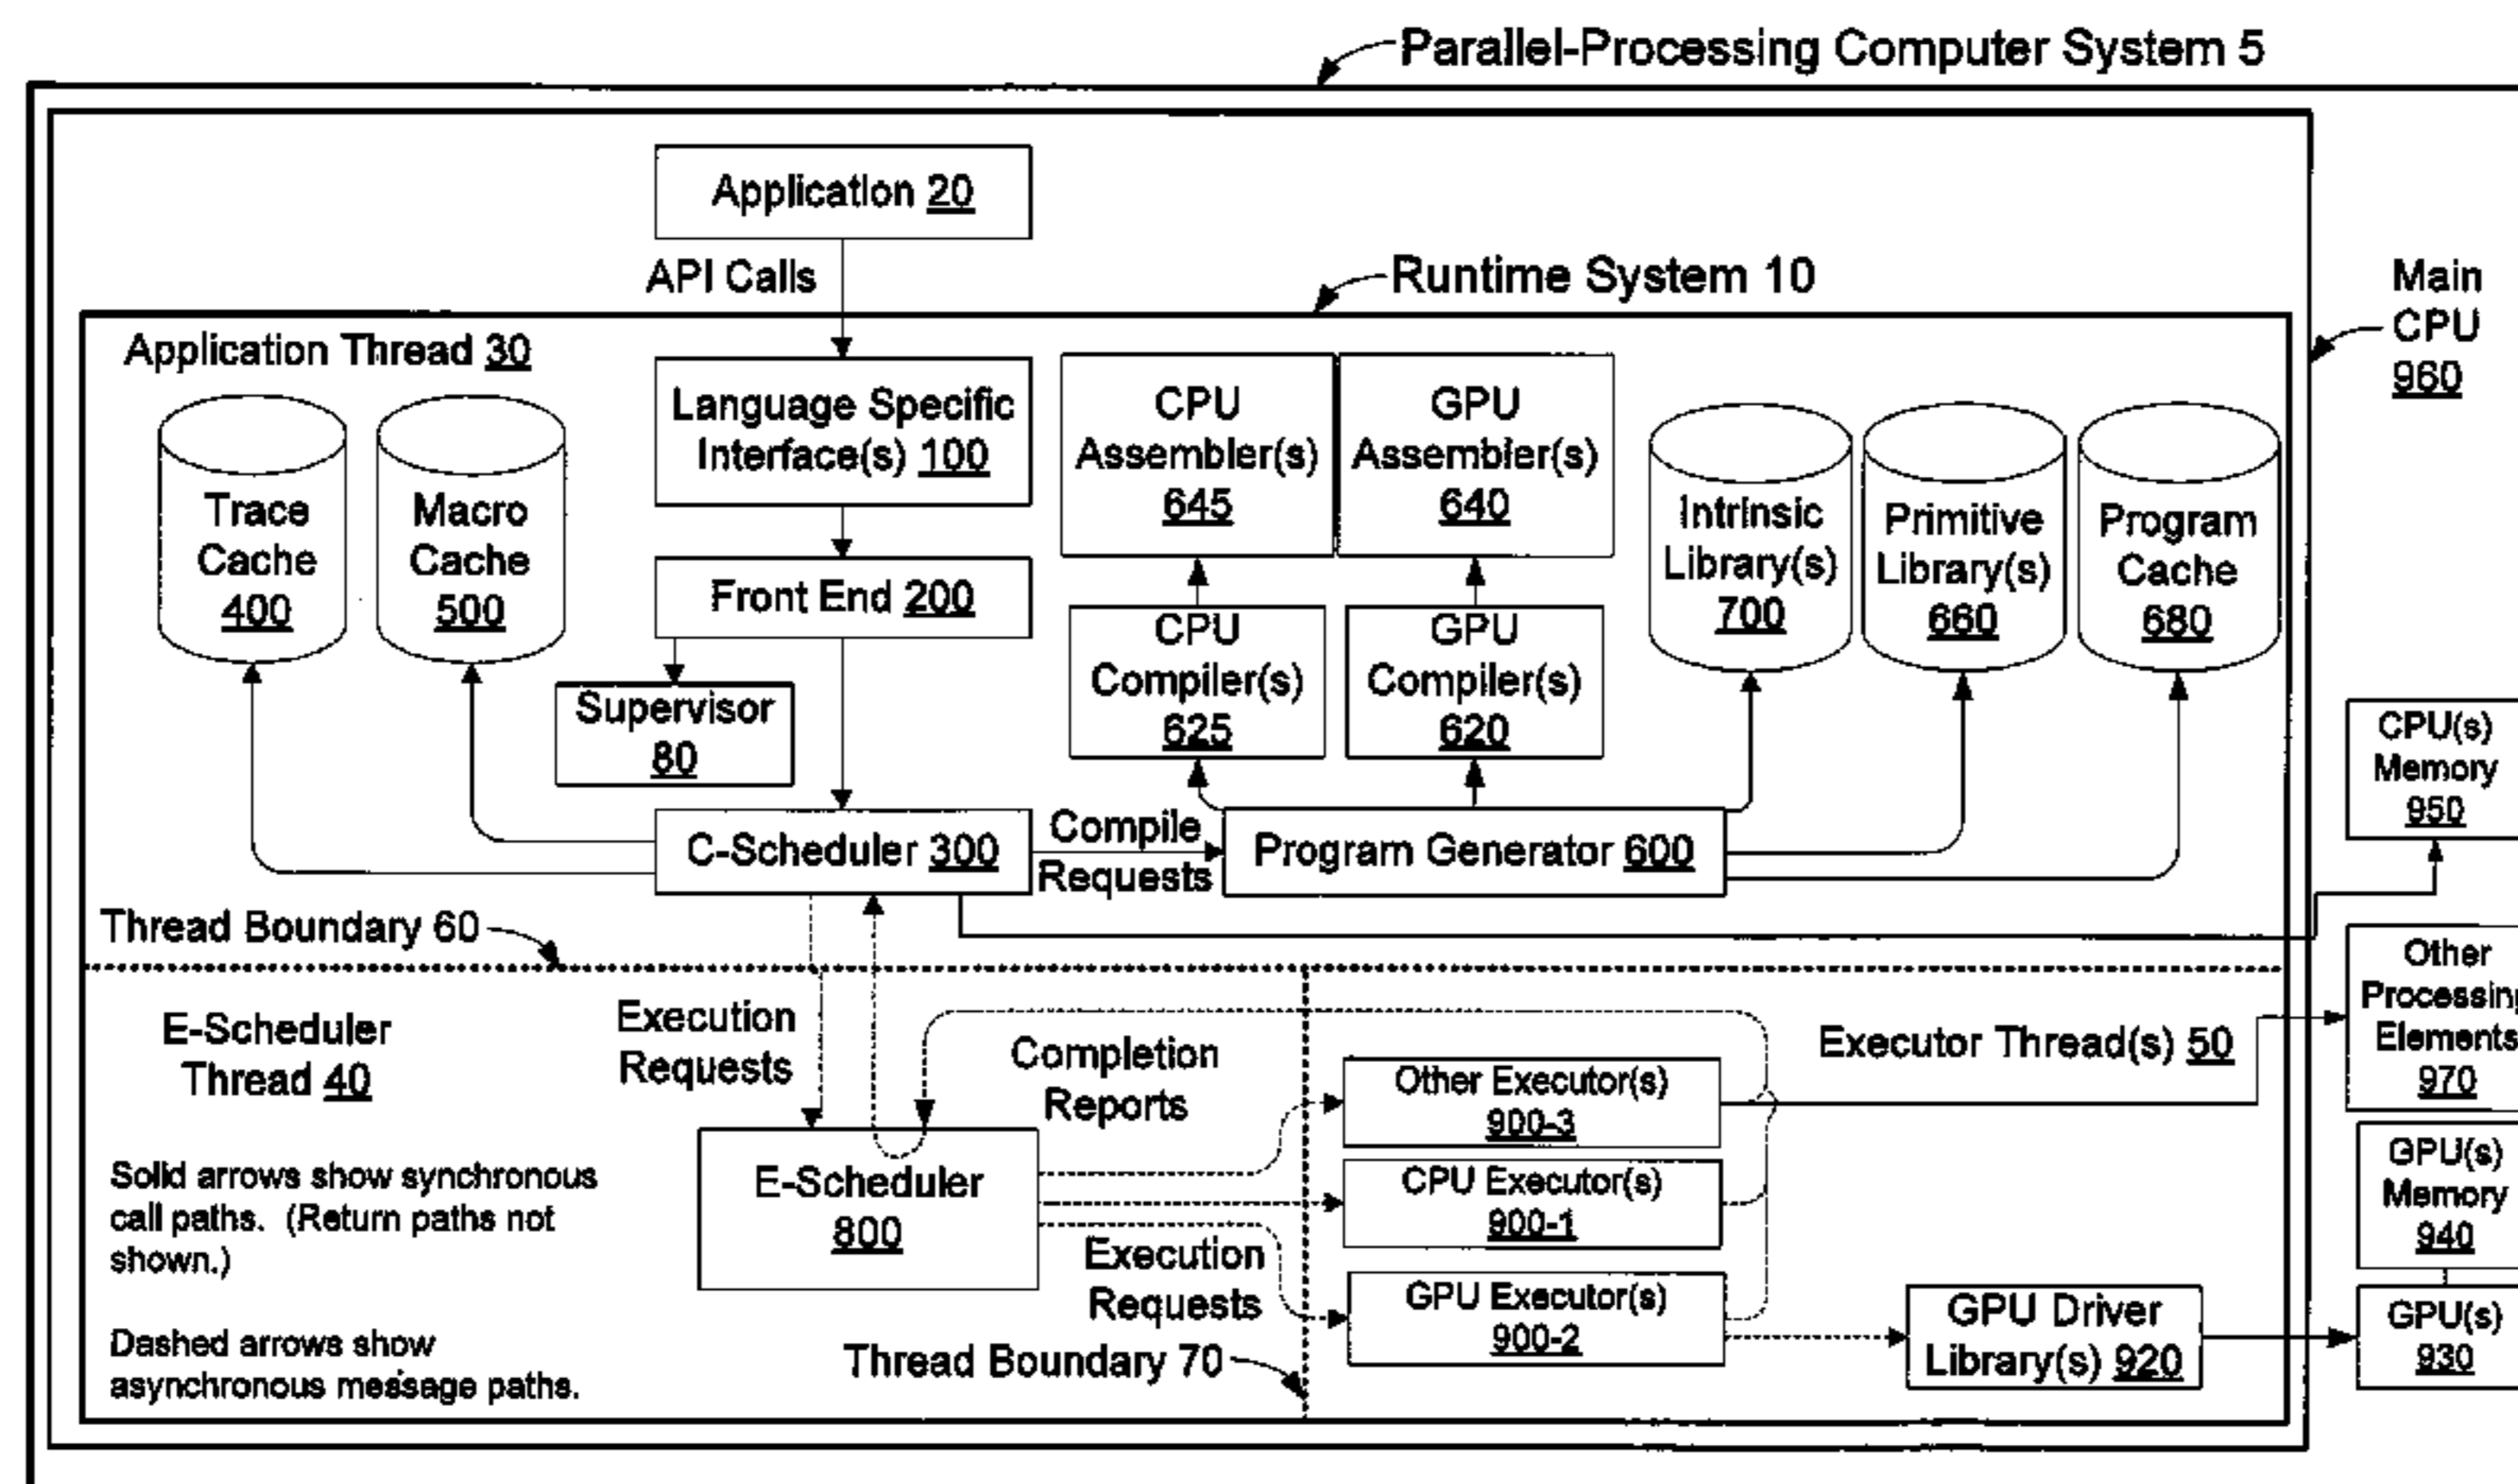 Parallel-Processing Computer System 5
Application 20
API Calls
Runtime System 10
Main
CPU
960
Application Thread 30
Trace
Cache
400
Macro
Cache
500
Language Specific
Interface(s) 100
Front End 200
Supervisor
80
CPU
Assembler(s)
645
GPU
Assembler(s)
640
CPU
Compiler(s)
625
GPU
Compiler(s)
620
Intrinsic
Library(s)
700
Primitive
Library(s)
660
Program
Cache
680
C-Scheduler 300
Compile
Requests
Program Generator 600
CPU(s)
Memory
950
Thread Boundary 60
E-Scheduler
Thread 40
Execution
Requests
Completion
Reports
Executor Thread(s) 50
Other
Processing
Elements
970
E-Scheduler
800
Other Executor(s)
900-3
CPU Executor(s)
900-1
GPU Executor(s)
900-2
Execution
Requests
Thread Boundary 70
GPU Driver
Library(s) 920
GPU(s)
Memory
940
GPU(s)
930
Solid arrows show synchronous
call paths. (Return paths not
shown.)
Dashed arrows show
asynchronous message paths.